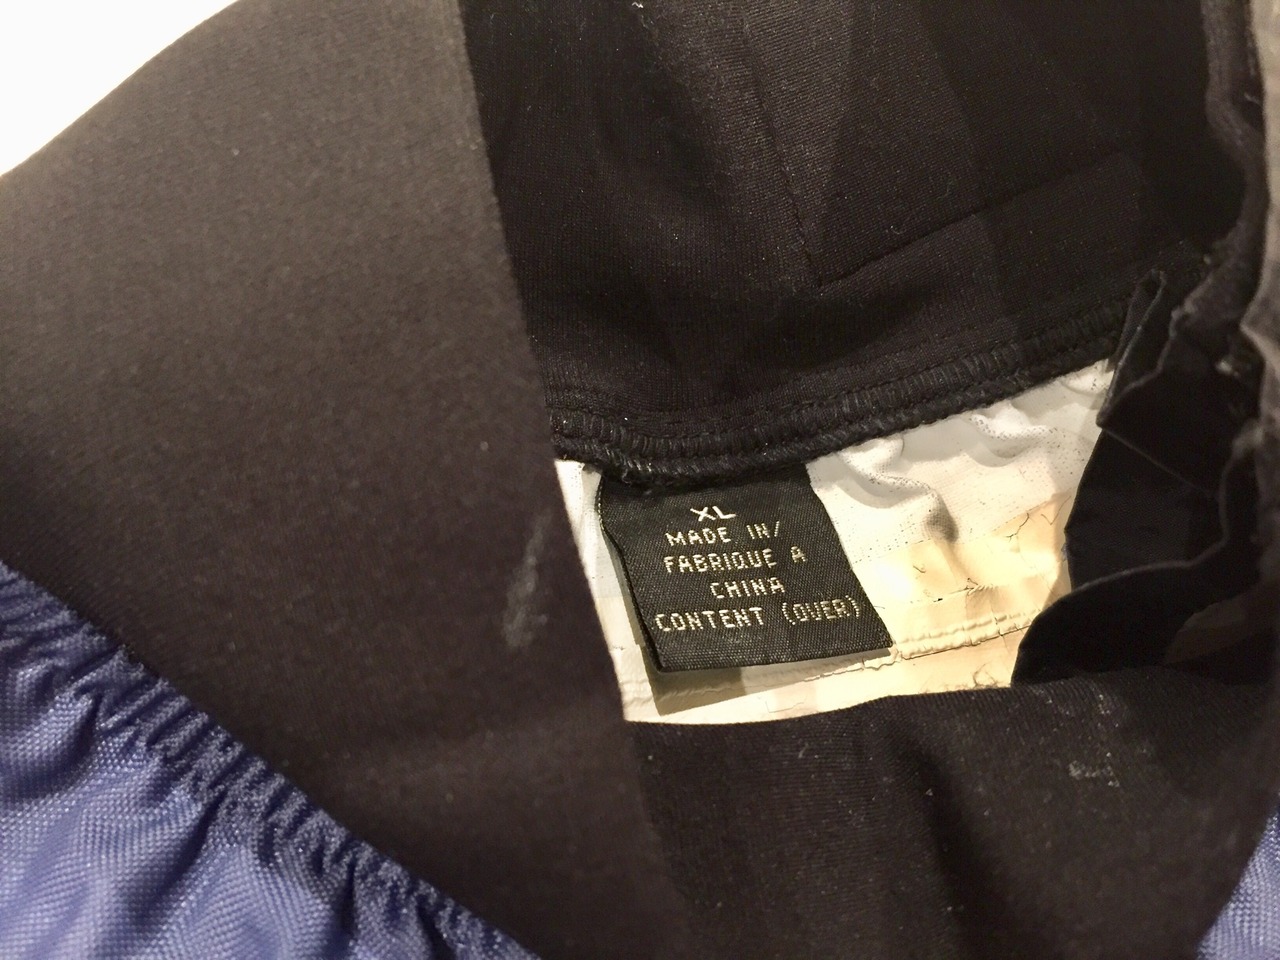 XL
MADE IN/
FABRIQUE A
CHINA
CONTENT (OVER)